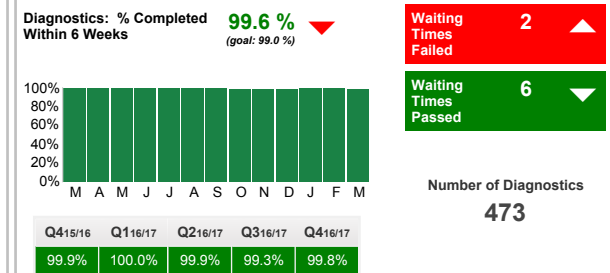 Diagnostics: % Completed
Within 6 Weeks
99.6 %
(goal: 99.0 %)
Waiting
Times
Failed
2
Waiting
Times
Passed
6
100%
80%
60%
40%
20%
0%
M A M J J A S O N D J F M
Number of Diagnostics
473
Q415/16 Q116/17 Q216/17 Q316/17 Q416/17
99.9% 100.0% 99.9% 99.3% 99.8%